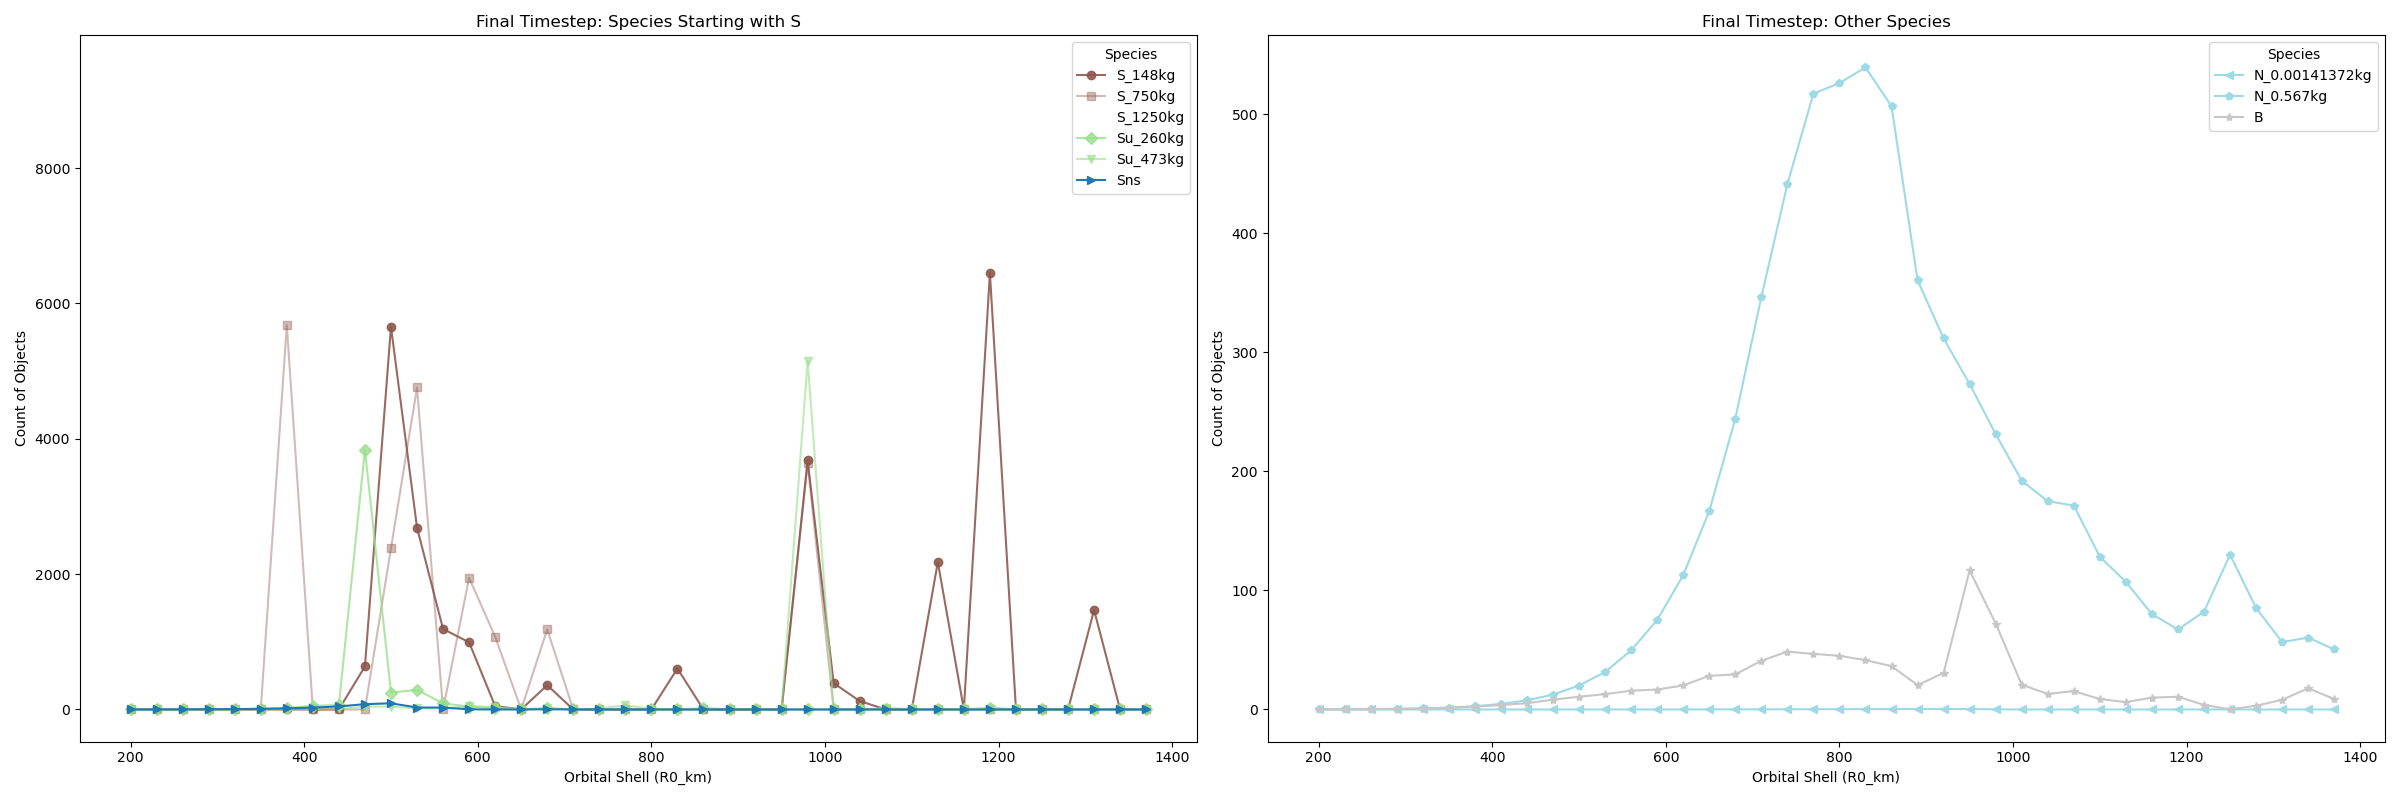 Final Timestep: Species Starting with S
Count of Objects
8000
6000
4000
2000
0
200 400 600 800 1000 1200 1400
Orbital Shell (R0_km)
Species
S_148kg
S_750kg
S_1250kg
Su_260kg
Su_473kg
Sns
Final Timestep: Other Species
Count of Objects
500
400
300
200
100
0
200 400 600 800 1000 1200 1400
Orbital Shell (R0_km)
Species
N_0.00141372kg
N_0.567kg
B